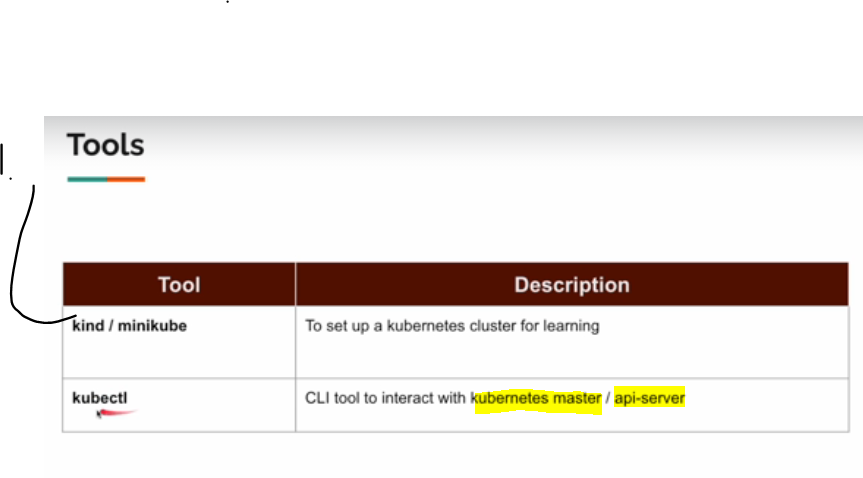 1.
Tools
Tool Description
kind / minikube To set up a kubernetes cluster for learning
kubectl CLI tool to interact with kubernetes master / api-server